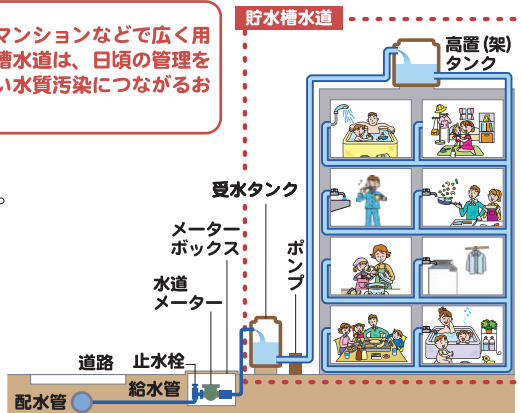 貯水槽水道
マンションなどで広く用
槽水道は、日頃の管理を
い水質汚染につながるお
。
高置(架)
タンク
受水タンク
メーター
ボックス
ポンプ
水道
メーター
道路
止水栓
給水管
配水管